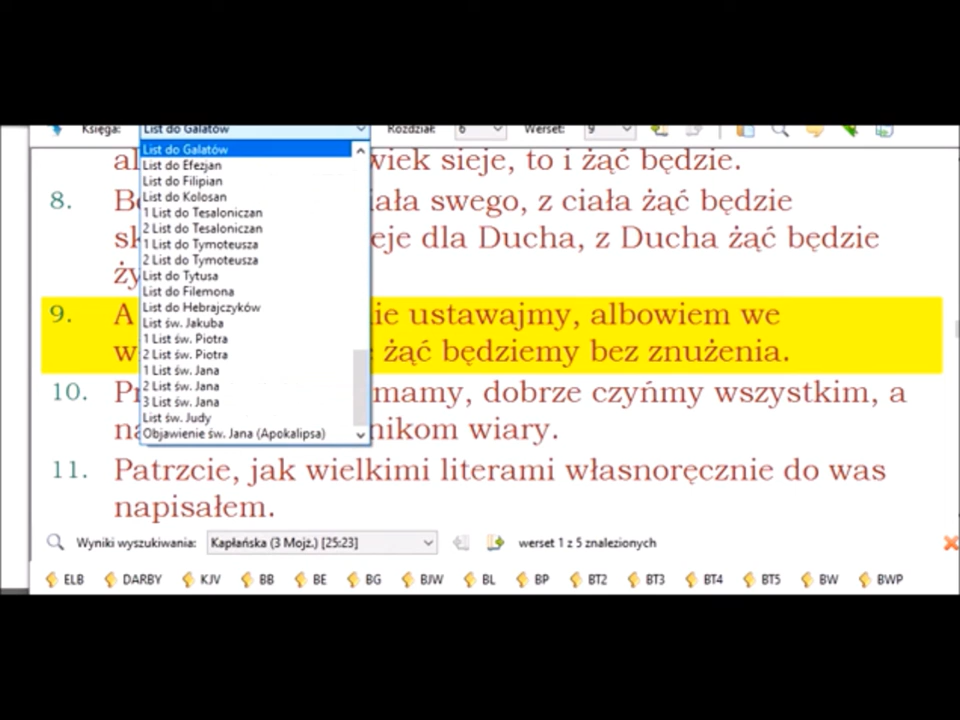 Księga: List do Galatów Rozdział: 6 Werset: 9
List do Galatów
List do Efezjan
List do Filipian
List do Kolosan
1 List do Tesaloniczan
2 List do Tesaloniczan
1 List do Tymoteusza
2 List do Tymoteusza
List do Tytusa
List do Filemona
List do Hebrajczyków
List św. Jakuba
1 List św. Piotra
2 List św. Piotra
1 List św. Jana
2 List św. Jana
3 List św. Jana
List św. Judy
Objawienie św. Jana (Apokalipsa)
sieje, to i żąć będzie.
8. swego, z ciała żąć będzie
dla Ducha, z Ducha żąć będzie
9. A ustawajmy, albowiem we
żąć będziemy bez znużenia.
10. mamy, dobrze czyńmy wszystkim, a
wiary.
11. Patrzcie, jak wielkimi literami własnoręcznie do was
napisałem.
Wyniki wyszukiwania: Kapłańska (3 Mojż.) [25:23] werset 1 z 5 znalezionych
ELB DARBY KJV BB BE BG BJW BL BP BT2 BT3 BT4 BT5 BW BWP